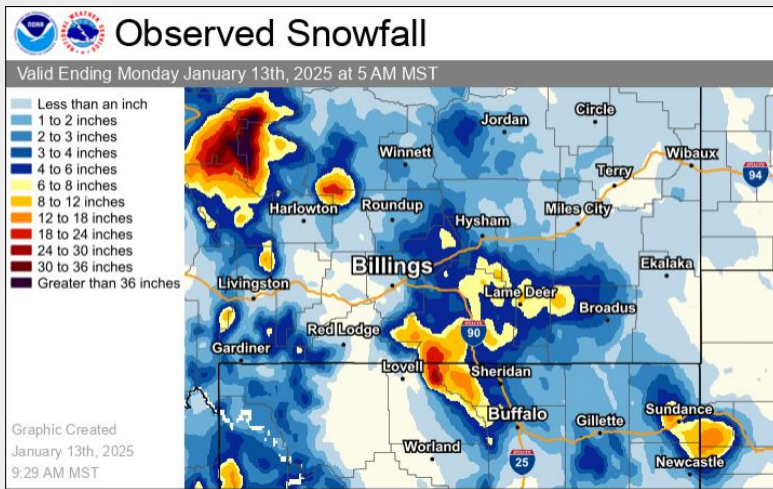 Observed Snowfall
Valid Ending Monday January 13th, 2025 at 5 AM MST
Less than an inch
1 to 2 inches
2 to 3 inches
3 to 4 inches
4 to 6 inches
6 to 8 inches
8 to 12 inches
12 to 18 inches
18 to 24 inches
24 to 30 inches
30 to 36 inches
Greater than 36 inches
Circle
Jordan
Winnett
Wibaux
Terry
94
Harlowton
Roundup
Miles City
Hysham
Billings
Ekalaka
Livingston
Lame Deer
Broadus
Red Lodge
90
Gardiner
Lovell
Sheridan
Buffalo
Sundance
Gillette
Worland
25
Newcastle
Graphic Created
January 13th, 2025
9:29 AM MST